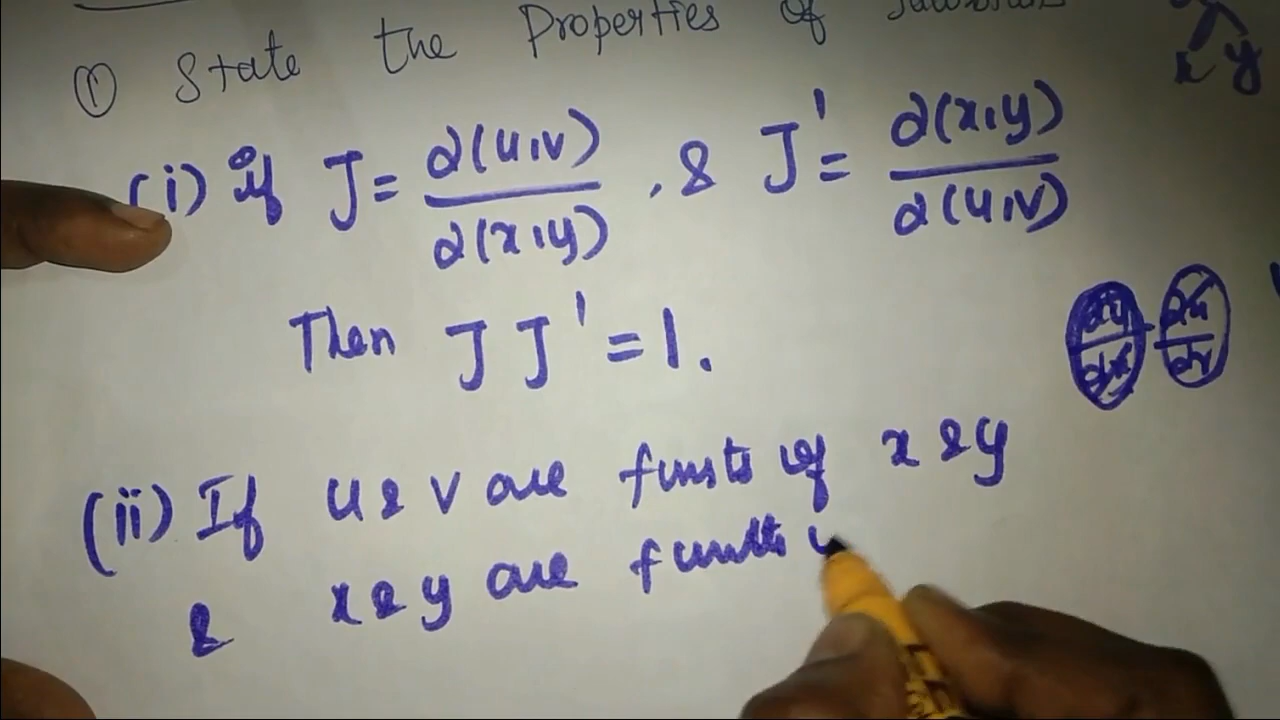 ① State the Properties of
x y
(i) if J = ∂(u,v)/∂(x,y) , & J' = ∂(x,y)/∂(u,v)
Then J J' = 1.
(ii) If u & v are functs of x & y
& x & y are functs